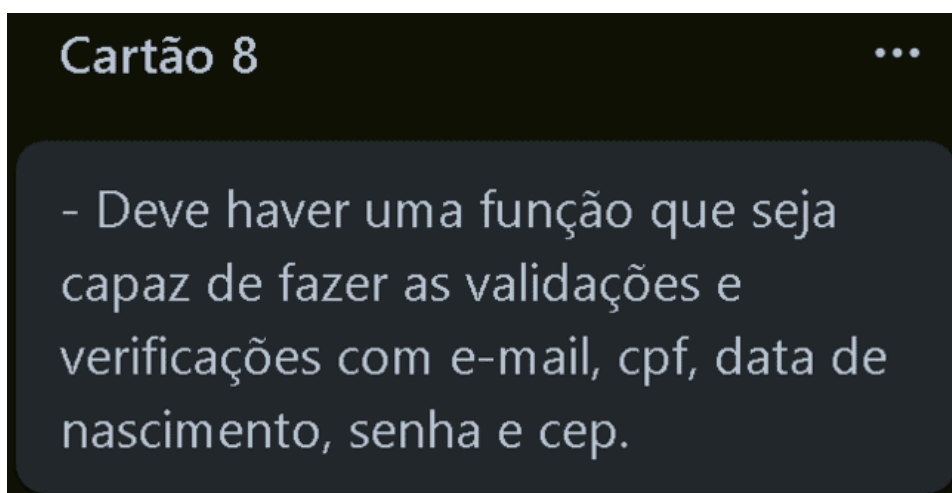 Cartão 8
- Deve haver uma função que seja
capaz de fazer as validações e
verificações com e-mail, cpf, data de
nascimento, senha e cep.